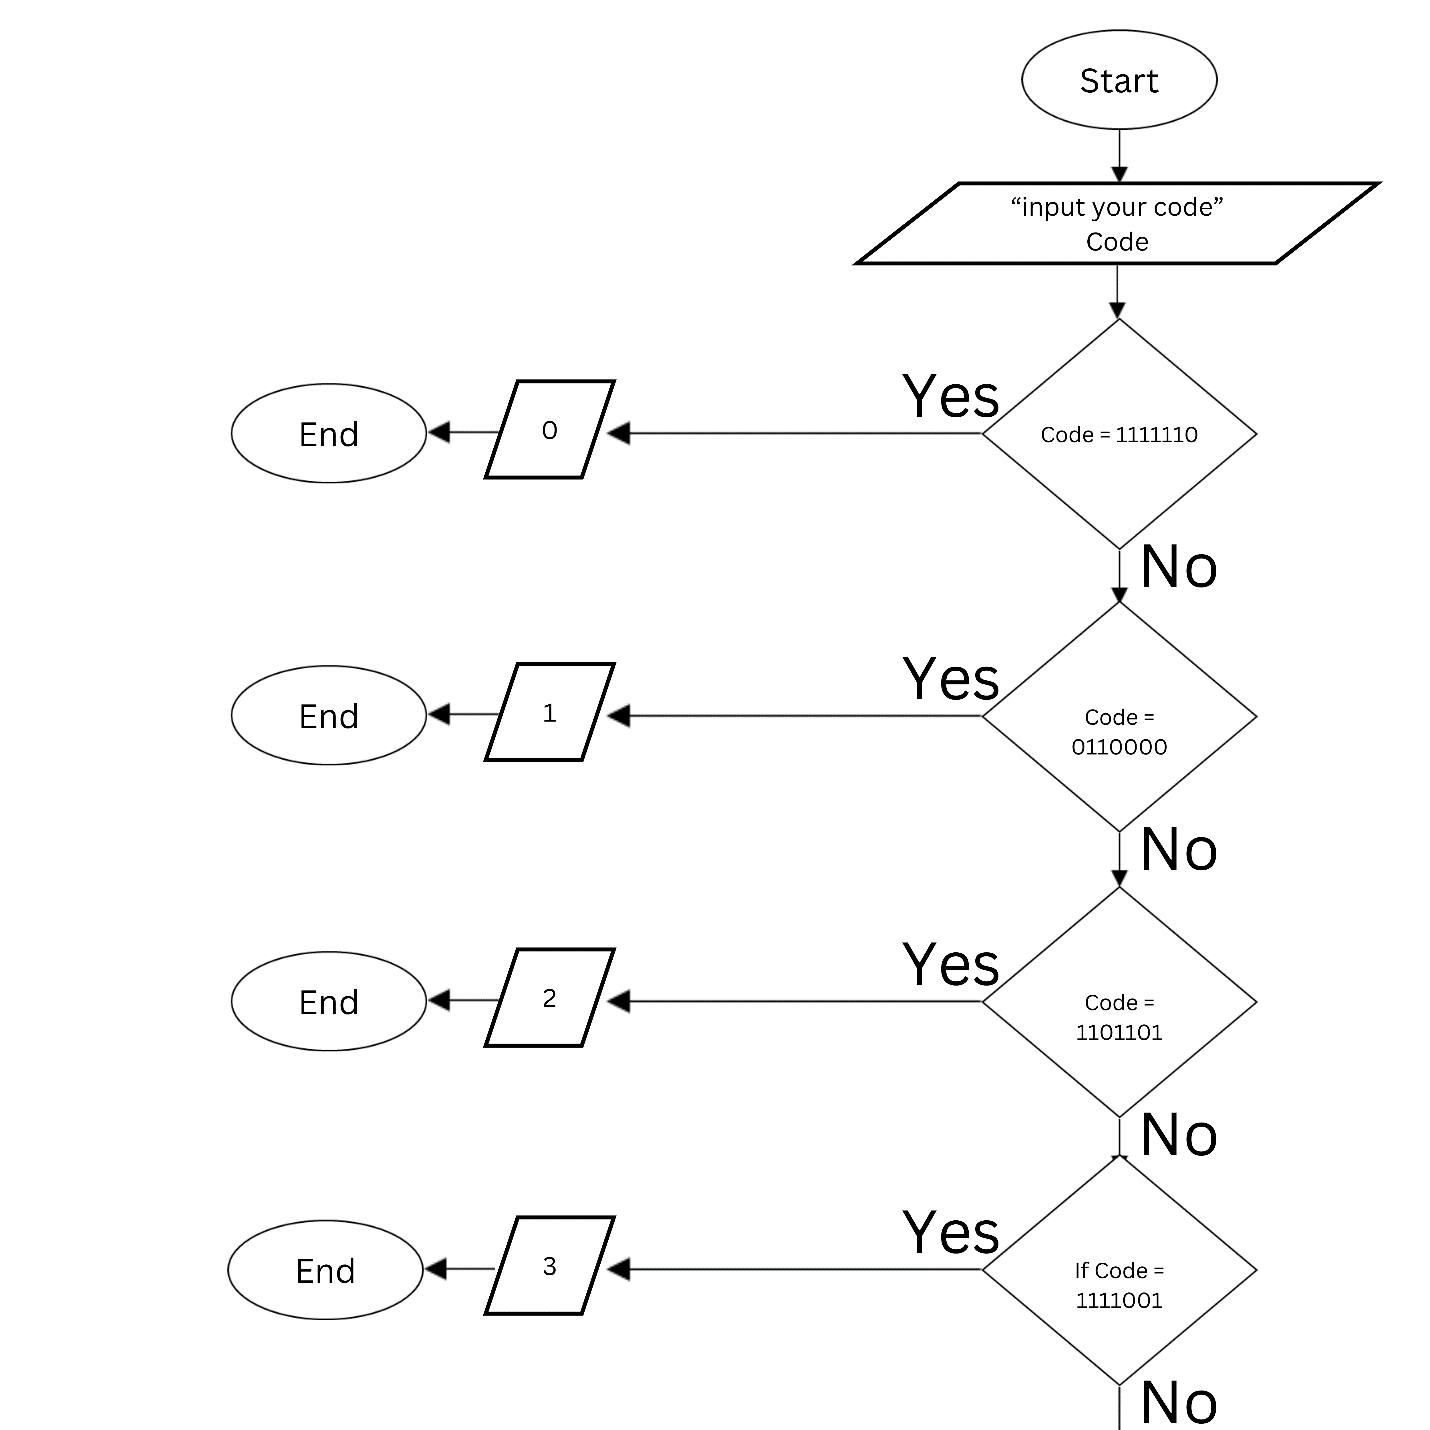 Start
“input your code”
Code
Yes
Code = 1111110
0
End
No
Yes
Code =
0110000
1
End
No
Yes
Code =
1101101
2
End
No
Yes
If Code =
1111001
3
End
No